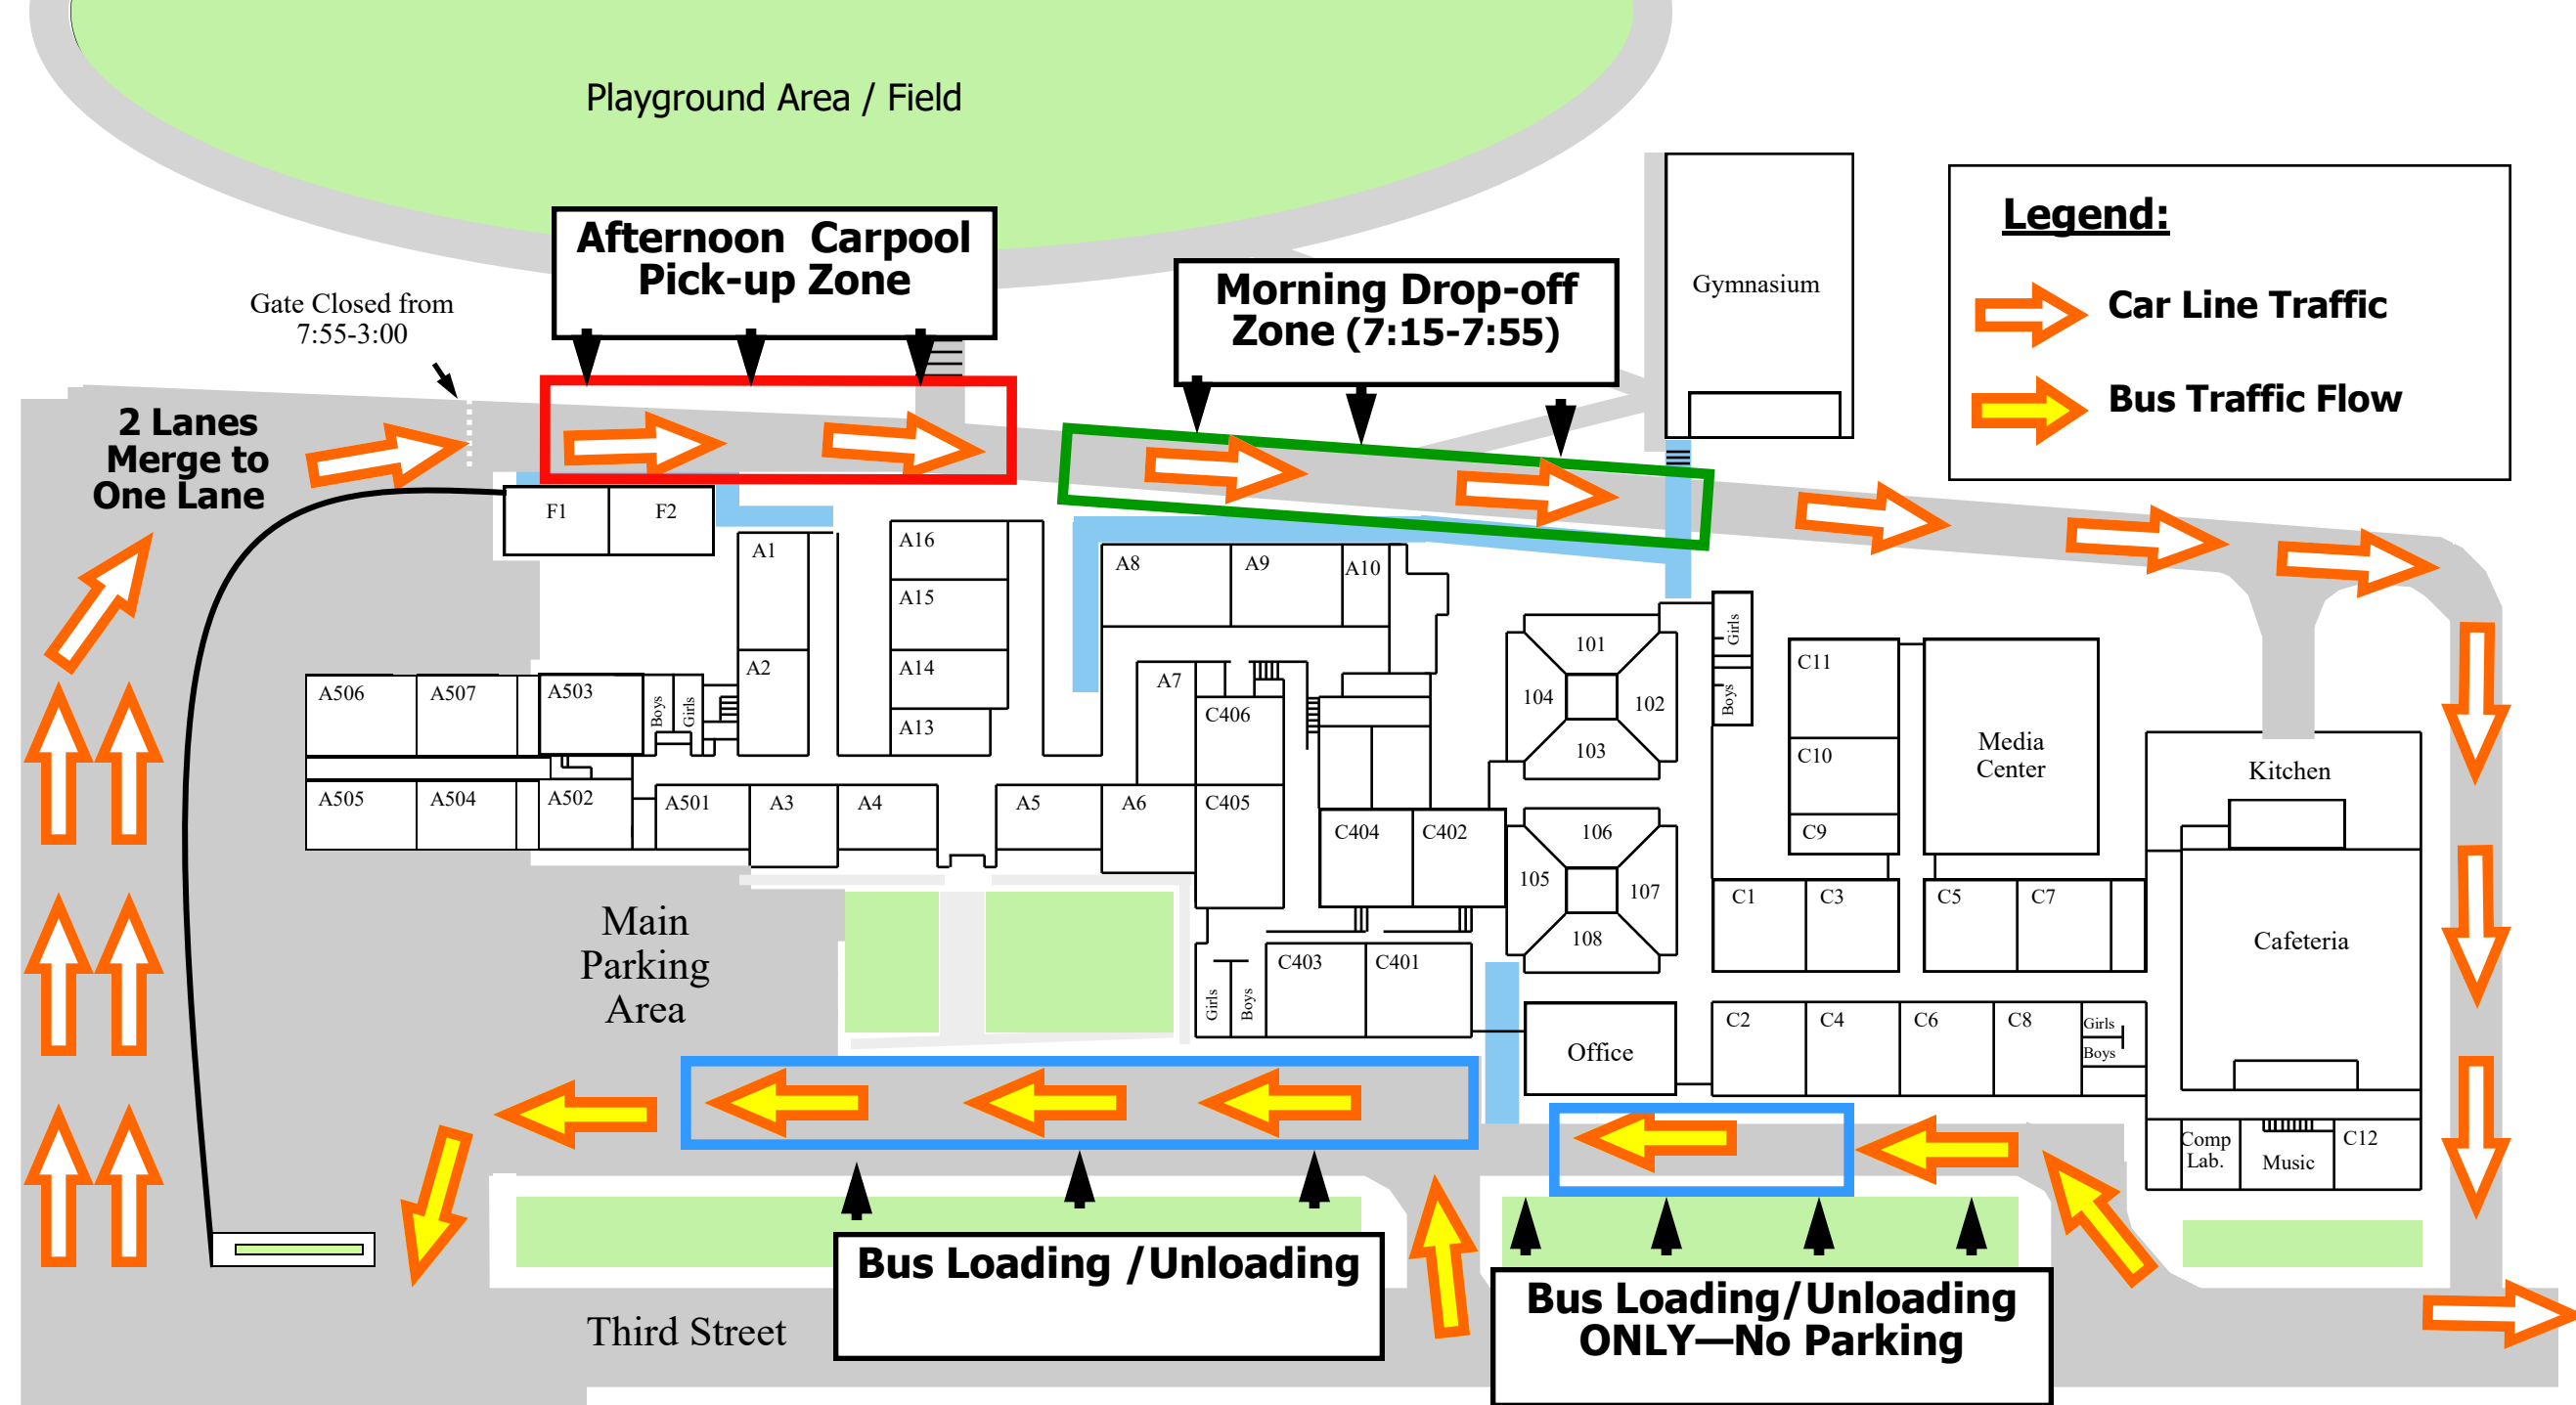 Playground Area / Field
Afternoon  Carpool
Pick-up Zone
Morning Drop-off
Zone (7:15-7:55)
Gymnasium
Legend:
Car Line Traffic
Bus Traffic Flow
Gate Closed from
7:55-3:00
2 Lanes
Merge to
One Lane
F1
F2
A1
A2
A16
A15
A14
A13
A8
A9
A10
A7
C406
C405
101
104
102
103
Girls
Boys
C11
C10
C9
Media
Center
Kitchen
A506
A507
A503
Boys
Girls
A505
A504
A502
A501
A3
A4
A5
A6
C404
C402
106
105
107
108
C1
C3
C5
C7
Cafeteria
Main
Parking
Area
Girls
Boys
C403
C401
Office
C2
C4
C6
C8
Girls
Boys
Comp
Lab.
Music
C12
Bus Loading /Unloading
Bus Loading/Unloading
ONLY—No Parking
Third Street